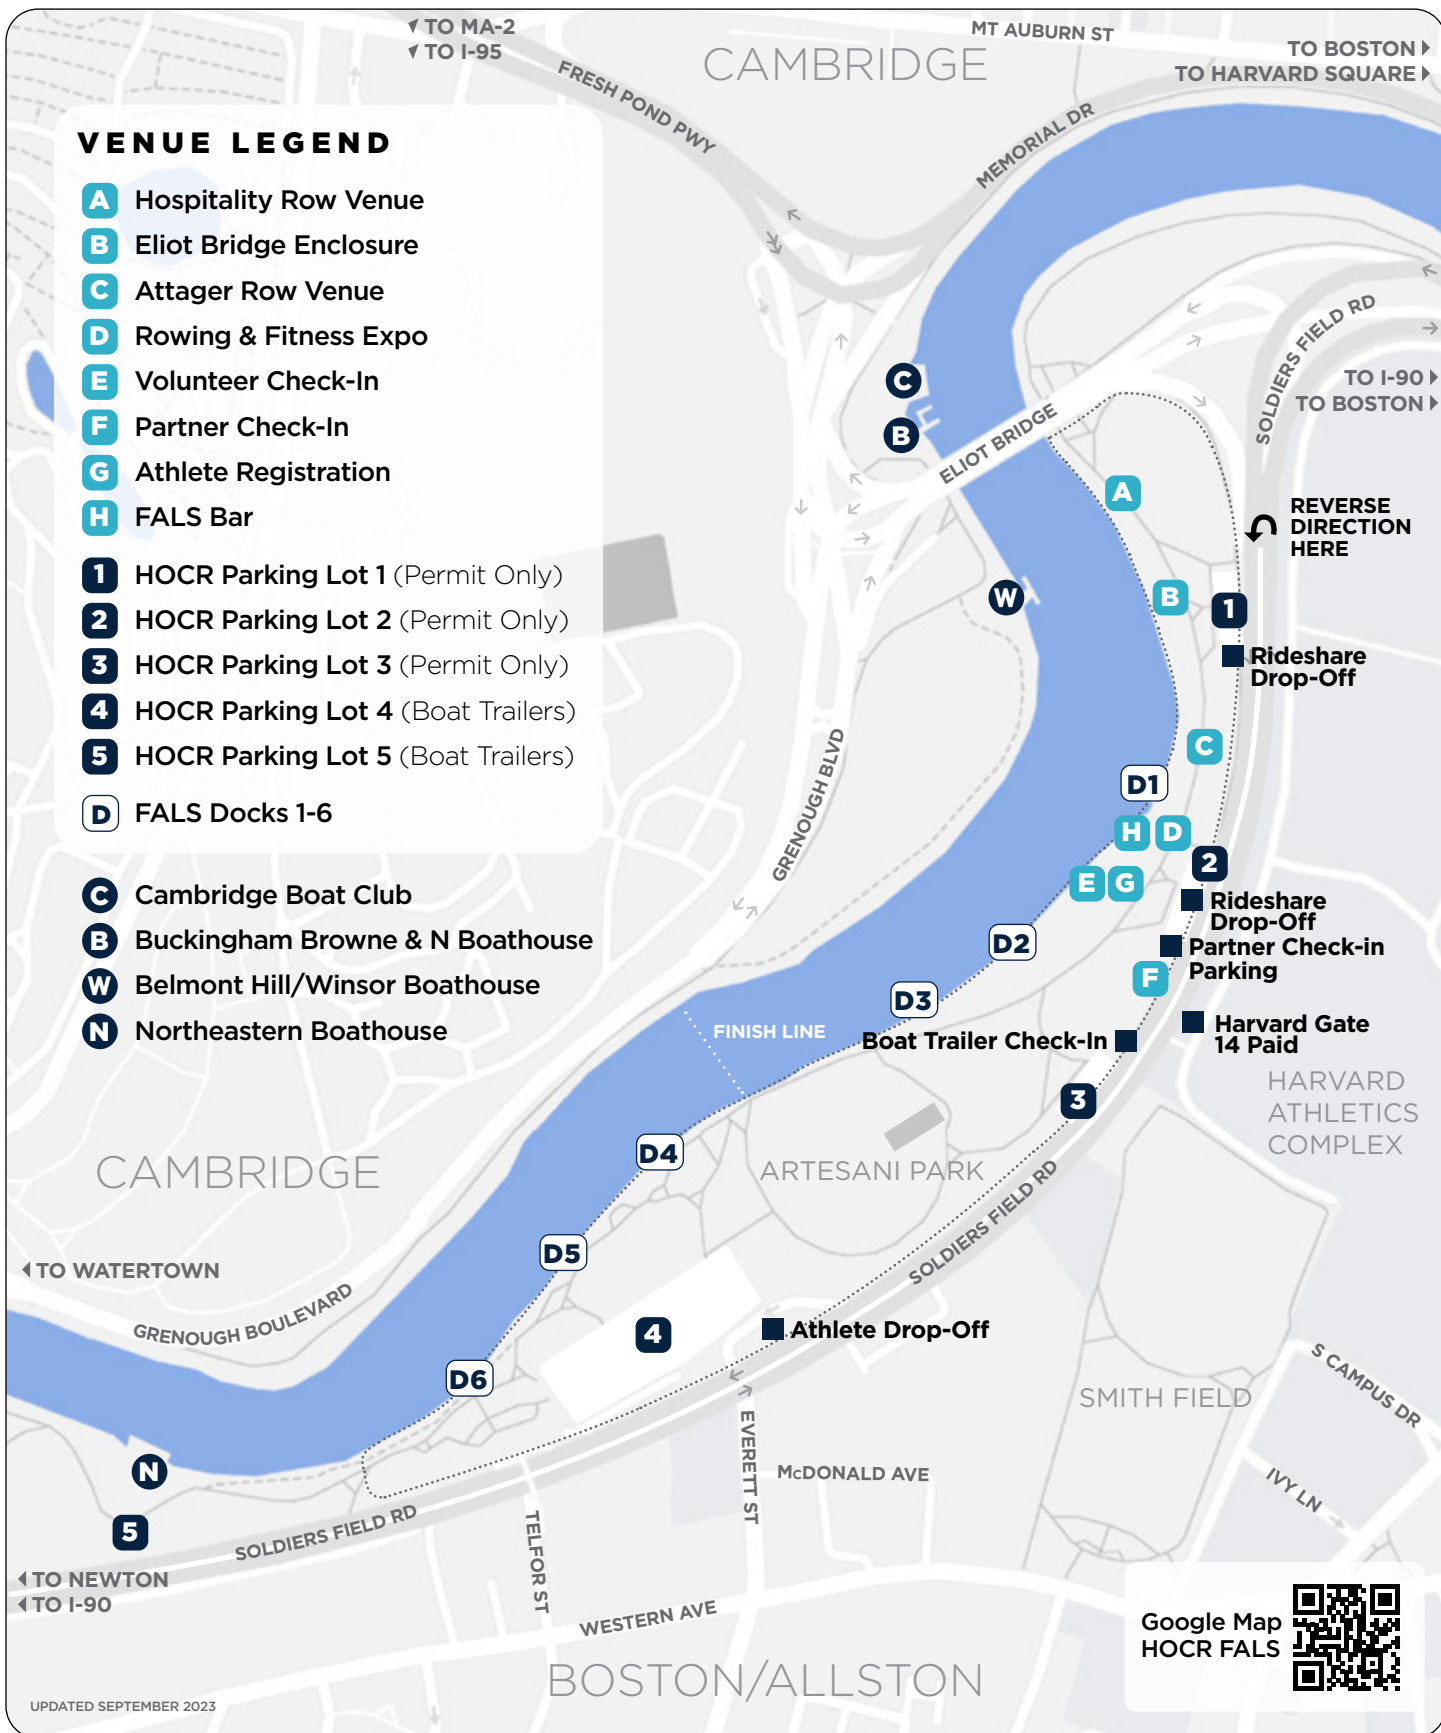 TO MA-2
TO I-95
CAMBRIDGE
MT AUBURN ST
TO BOSTON
TO HARVARD SQUARE
FRESH POND PWY
MEMORIAL DR
VENUE LEGEND
A Hospitality Row Venue
B Eliot Bridge Enclosure
C Attager Row Venue
D Rowing & Fitness Expo
E Volunteer Check-In
F Partner Check-In
G Athlete Registration
H FALS Bar
1 HOCR Parking Lot 1 (Permit Only)
2 HOCR Parking Lot 2 (Permit Only)
3 HOCR Parking Lot 3 (Permit Only)
4 HOCR Parking Lot 4 (Boat Trailers)
5 HOCR Parking Lot 5 (Boat Trailers)
D FALS Docks 1-6
C Cambridge Boat Club
B Buckingham Browne & N Boathouse
W Belmont Hill/Winsor Boathouse
N Northeastern Boathouse
SOLDIERS FIELD RD
TO I-90
TO BOSTON
C
B
ELIOT BRIDGE
A
REVERSE
DIRECTION
HERE
W
B
1
Rideshare
Drop-Off
C
GRENOUGH BLVD
D1
H D
2
E G
Rideshare
Drop-Off
D2
Partner Check-in
Parking
F
D3
FINISH LINE
Boat Trailer Check-In
Harvard Gate
14 Paid
3
HARVARD
ATHLETICS
COMPLEX
D4
CAMBRIDGE
ARTESANI PARK
SOLDIERS FIELD RD
D5
TO WATERTOWN
GRENOUGH BOULEVARD
4
Athlete Drop-Off
D6
SMITH FIELD
S CAMPUS DR
EVERETT ST
N
McDONALD AVE
IVY LN
5
SOLDIERS FIELD RD
TELFOR ST
TO NEWTON
TO I-90
WESTERN AVE
Google Map
HOCR FALS
BOSTON/ALLSTON
UPDATED SEPTEMBER 2023